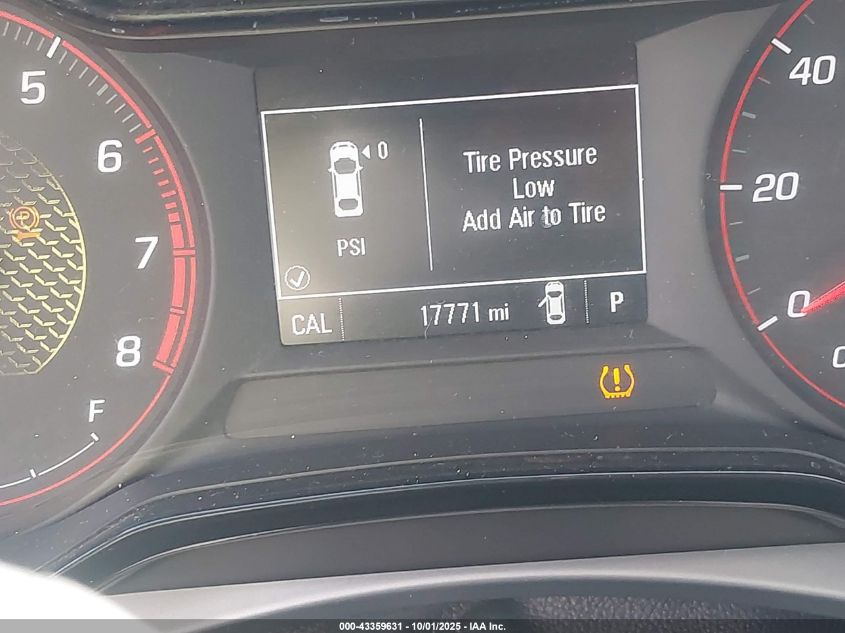 5
6
7
8
F
0
PSI
Tire Pressure
Low
Add Air to Tire
CAL
17771 mi
P
40
20
0
0
000-43359631 - 10/01/2025 - IAA Inc.